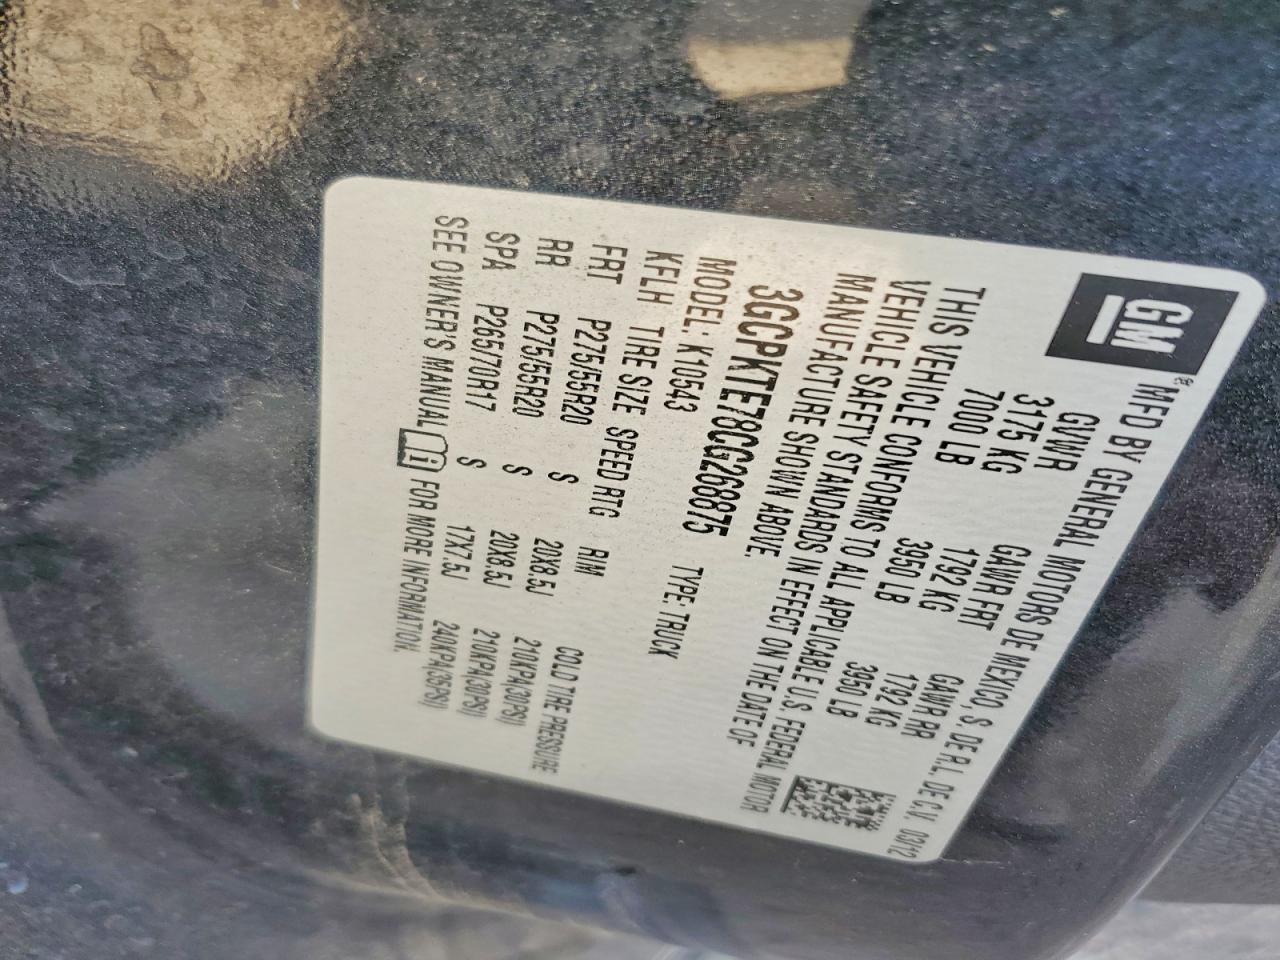 GM® MFD BY GENERAL MOTORS DE MEXICO, S. DE R.L. DE C.V. 03/12
GVWR GAWR FRT GAWR RR
3175 KG 1792 KG 1792 KG
7000 LB 3950 LB 3950 LB
THIS VEHICLE CONFORMS TO ALL APPLICABLE U.S. FEDERAL MOTOR
VEHICLE SAFETY STANDARDS IN EFFECT ON THE DATE OF
MANUFACTURE SHOWN ABOVE.
3GCPKTE78CG268875 TYPE: TRUCK
MODEL: K10543
KFLH TIRE SIZE SPEED RTG RIM COLD TIRE PRESSURE
FRT P275/55R20 S 20X8.5J 210KPA(30PSI)
RR P275/55R20 S 20X8.5J 210KPA(30PSI)
SPA P265/70R17 S 17X7.5J 240KPA(35PSI)
SEE OWNER'S MANUAL FOR MORE INFORMATION.